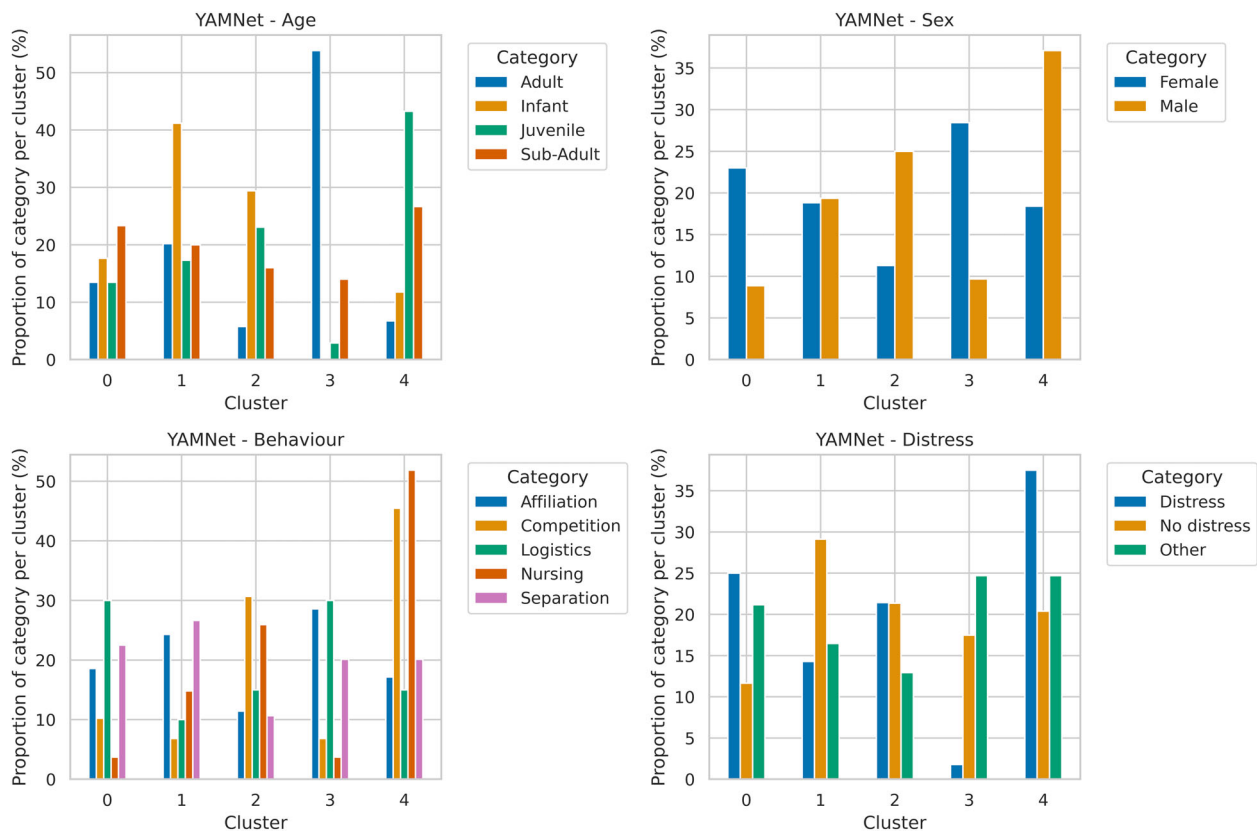 YAMNet - Age
Proportion of category per cluster (%)
50
40
30
20
10
0
0 1 2 3 4
Cluster
Category
Adult
Infant
Juvenile
Sub-Adult
YAMNet - Sex
Proportion of category per cluster (%)
35
30
25
20
15
10
5
0
0 1 2 3 4
Cluster
Category
Female
Male
YAMNet - Behaviour
Proportion of category per cluster (%)
50
40
30
20
10
0
0 1 2 3 4
Cluster
Category
Affiliation
Competition
Logistics
Nursing
Separation
YAMNet - Distress
Proportion of category per cluster (%)
35
30
25
20
15
10
5
0
0 1 2 3 4
Cluster
Category
Distress
No distress
Other